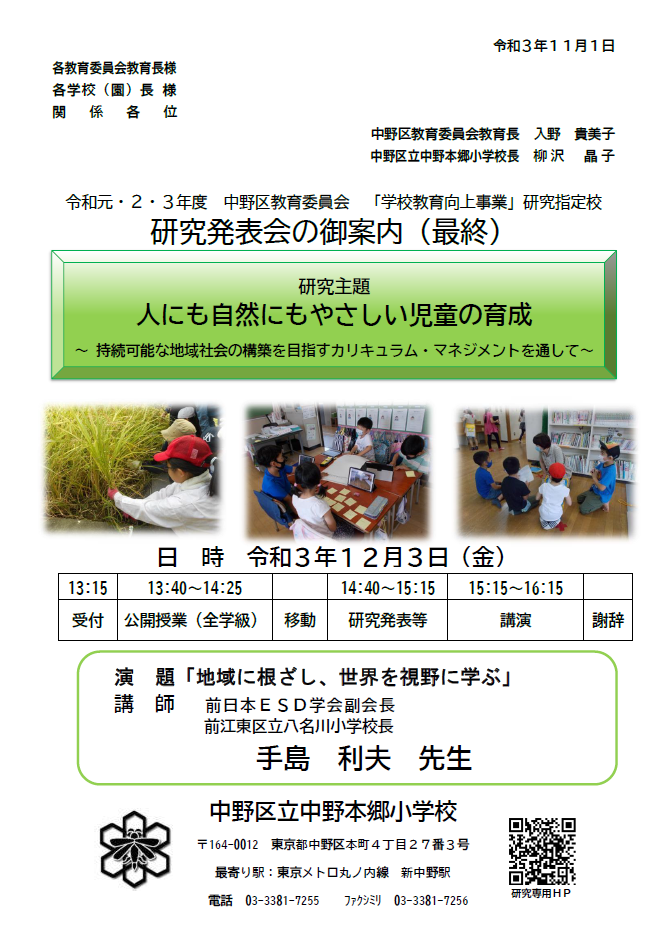 令和３年１１月１日
各教育委員会教育長様
各学校（園）長 様
関　係　各　位
中野区教育委員会教育長　入野　貴美子
中野区立中野本郷小学校長　柳沢　晶子
令和元・２・３年度　中野区教育委員会　「学校教育向上事業」研究指定校
研究発表会の御案内（最終）
研究主題
人にも自然にもやさしい児童の育成
～ 持続可能な地域社会の構築を目指すカリキュラム・マネジメントを通して～
日　時　令和３年１２月３日（金）
13:15　13:40～14:25　14:40～15:15　15:15～16:15
受付　公開授業（全学級）　移動　研究発表等　講演　謝辞
演　題「地域に根ざし、世界を視野に学ぶ」
講　師　前日本ＥＳＤ学会副会長
前江東区立八名川小学校長
手島　利夫　先生
中野区立中野本郷小学校
〒164-0012　東京都中野区本町４丁目２７番３号
最寄り駅：東京メトロ丸ノ内線　新中野駅
電話　03-3381-7255　ﾌｧｸｼﾐﾘ　03-3381-7256
研究専用ＨＰ